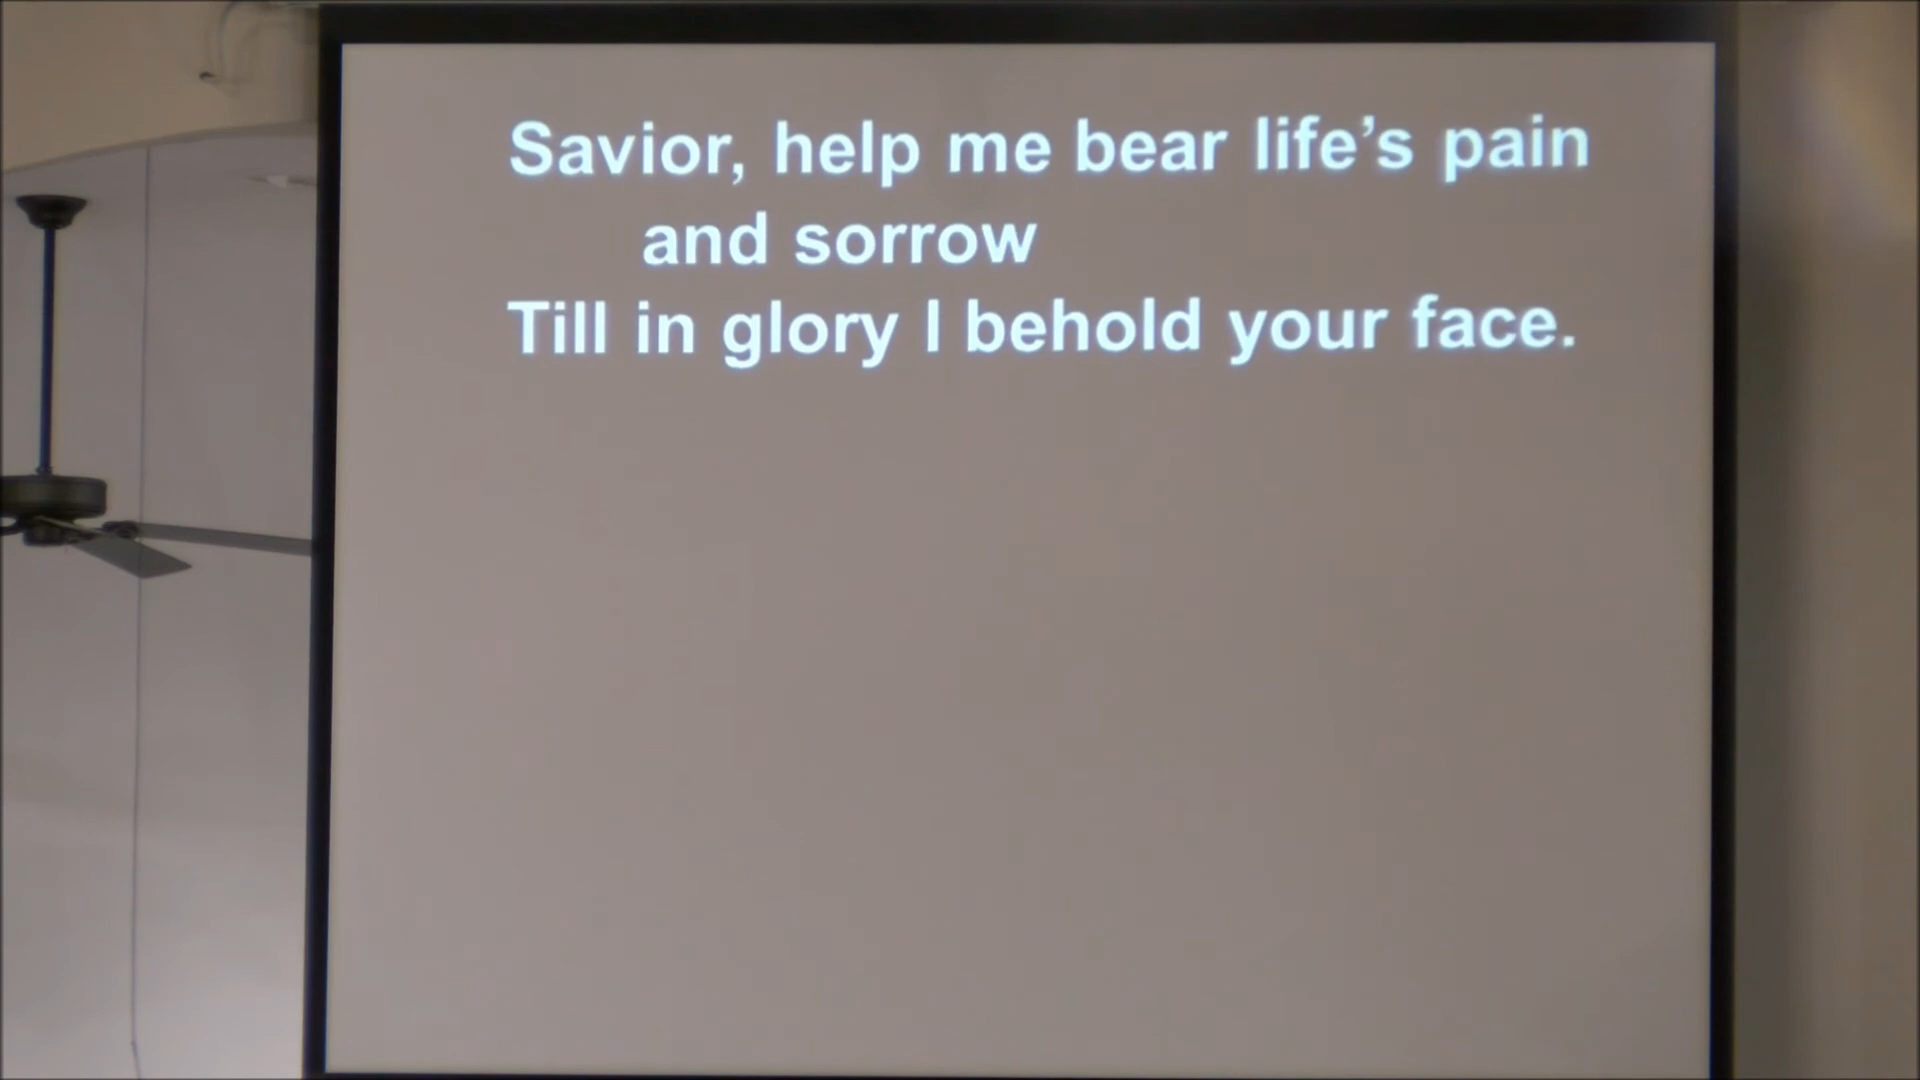 Savior, help me bear life’s pain
and sorrow
Till in glory I behold your face.